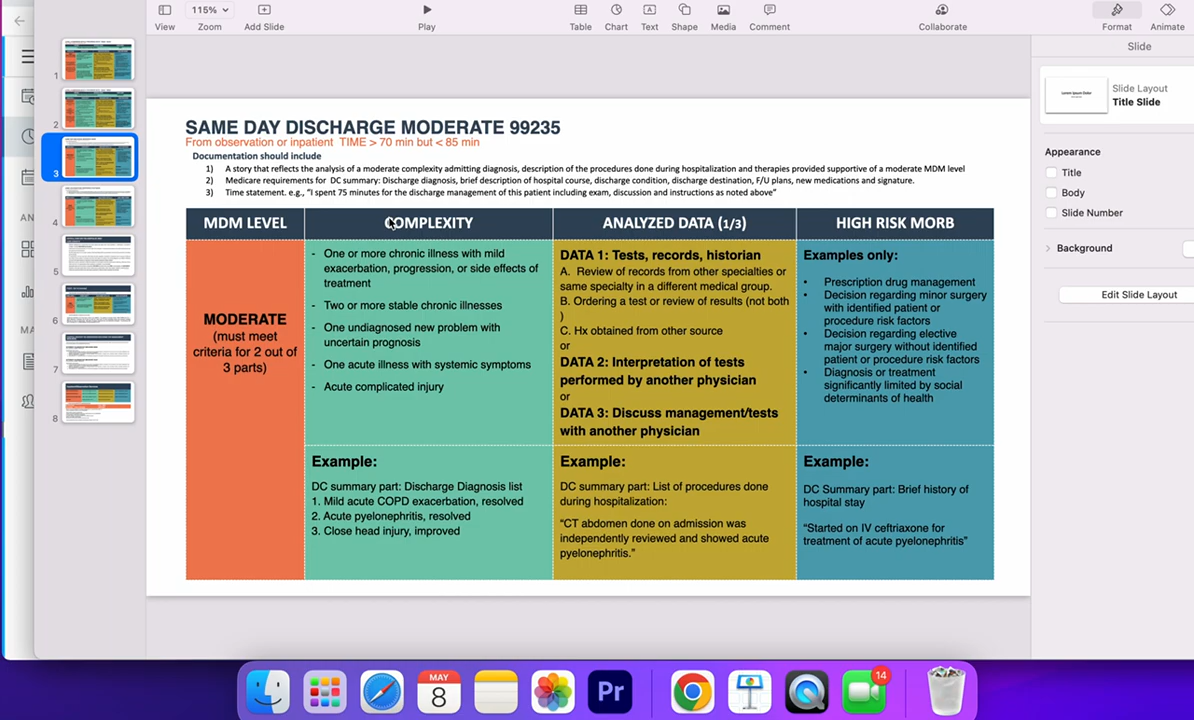 115%
View
Zoom
Add Slide
Play
Table
Chart
Text
Shape
Media
Comment
Collaborate
Format
Animate
Slide
Slide Layout
Title Slide
Appearance
Title
Body
Slide Number
Background
Edit Slide Layout
1
2
3
4
5
6
7
8
AN
MA
SAME DAY DISCHARGE MODERATE 99235
From observation or inpatient TIME > 70 min but < 85 min
Documentation should include
1) A story that reflects the analysis of a moderate complexity admitting diagnosis, description of the procedures done during hospitalization and therapies provided supportive of a moderate MDM level
2) Medicare requirements for DC summary: Discharge diagnosis, brief description of hospital course, discharge condition, discharge destination, F/U plans, new medications and signature.
3) Time statement. e.g., “I spent 75 minutes for the discharge management of this patient including exam, discussion and instructions as noted above”
MDM LEVEL
COMPLEXITY
ANALYZED DATA (1/3)
HIGH RISK MORB
MODERATE
(must meet
criteria for 2 out of
3 parts)
- One or more chronic illness with mild
exacerbation, progression, or side effects of
treatment
- Two or more stable chronic illnesses
- One undiagnosed new problem with
uncertain prognosis
- One acute illness with systemic symptoms
- Acute complicated injury
DATA 1: Tests, records, historian
A. Review of records from other specialties or
same specialty in a different medical group.
B. Ordering a test or review of results (not both
)
C. Hx obtained from other source
or
DATA 2: Interpretation of tests
performed by another physician
or
DATA 3: Discuss management/tests
with another physician
Examples only:
• Prescription drug management
• Decision regarding minor surgery
with identified patient or
procedure risk factors
• Decision regarding elective
major surgery without identified
patient or procedure risk factors
• Diagnosis or treatment
significantly limited by social
determinants of health
Example:
DC summary part: Discharge Diagnosis list
1. Mild acute COPD exacerbation, resolved
2. Acute pyelonephritis, resolved
3. Close head injury, improved
Example:
DC summary part: List of procedures done
during hospitalization:
“CT abdomen done on admission was
independently reviewed and showed acute
pyelonephritis.”
Example:
DC Summary part: Brief history of
hospital stay
“Started on IV ceftriaxone for
treatment of acute pyelonephritis”
MAY
8
Pr
14